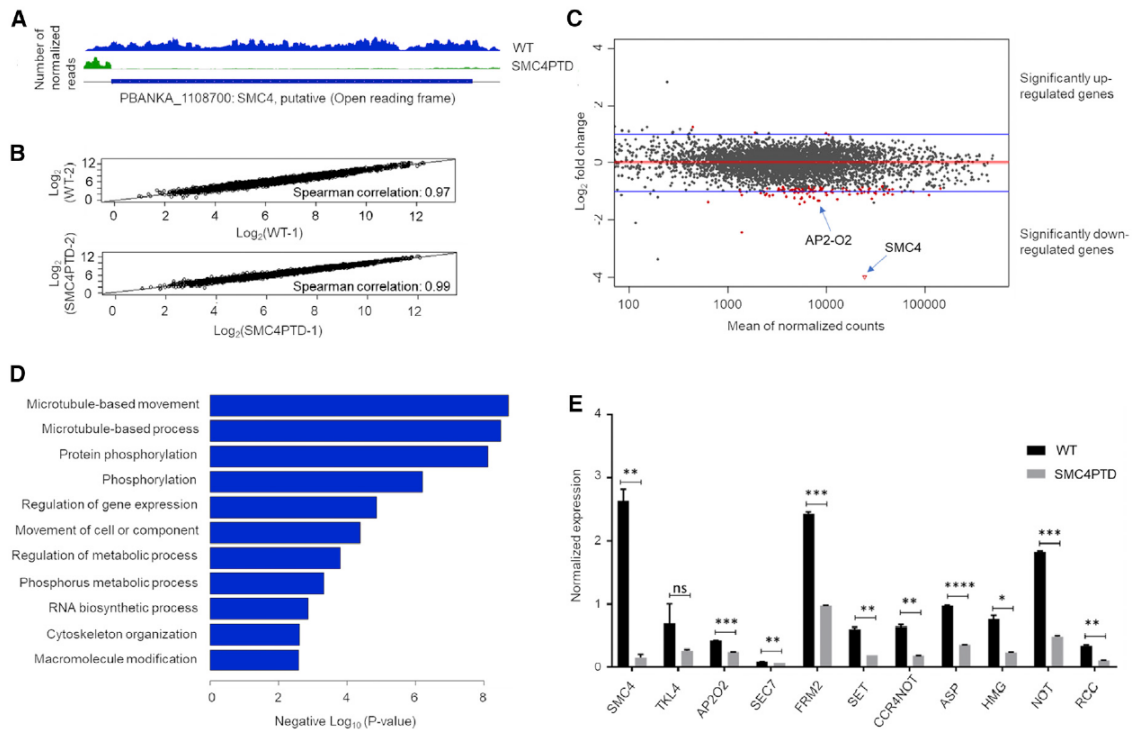 A
Number of
normalized
reads
WT
SMC4PTD
PBANKA_1108700: SMC4, putative (Open reading frame)
B
Log2
(WT-2)
12
6
0
Spearman correlation: 0.97
0 2 4 6 8 10 12
Log2(WT-1)
Log2
(SMC4PTD-2)
12
6
0
Spearman correlation: 0.99
0 2 4 6 8 10 12
Log2(SMC4PTD-1)
C
Log2 fold change
4
2
0
-2
-4
AP2-O2
SMC4
100 1000 10000 100000
Mean of normalized counts
Significantly up-
regulated genes
Significantly down-
regulated genes
D
Microtubule-based movement
Microtubule-based process
Protein phosphorylation
Phosphorylation
Regulation of gene expression
Movement of cell or component
Regulation of metabolic process
Phosphorus metabolic process
RNA biosynthetic process
Cytoskeleton organization
Macromolecule modification
0 2 4 6 8
Negative Log10 (P-value)
E
Normalized expression
4
3
2
1
0
WT
SMC4PTD
** ns *** ** *** ** ** **** * *** **
SMC4 TKL4 AP2O2 SEC7 FRM2 SET CCR4NOT ASP HMG NOT RCC